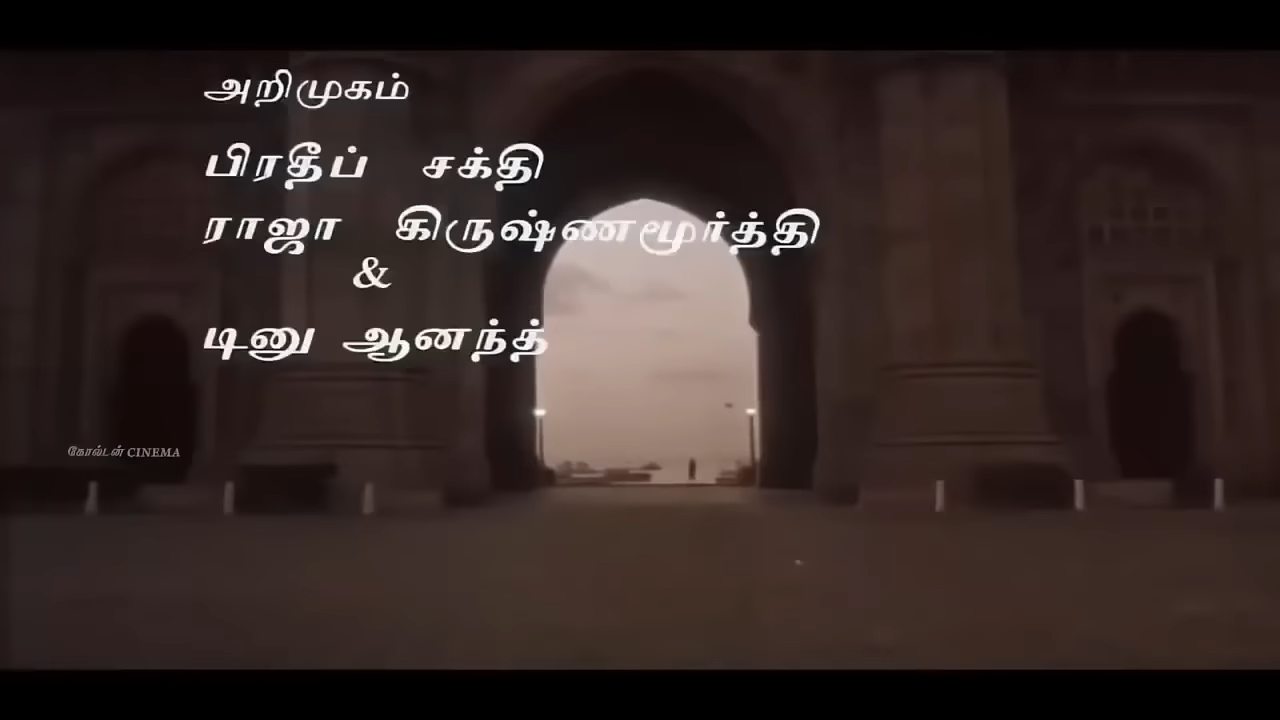 அறிமுகம்
பிரதீப் சக்தி
ராஜா கிருஷ்ணமூர்த்தி
&
டினு ஆனந்த்
கோல்டன் CINEMA